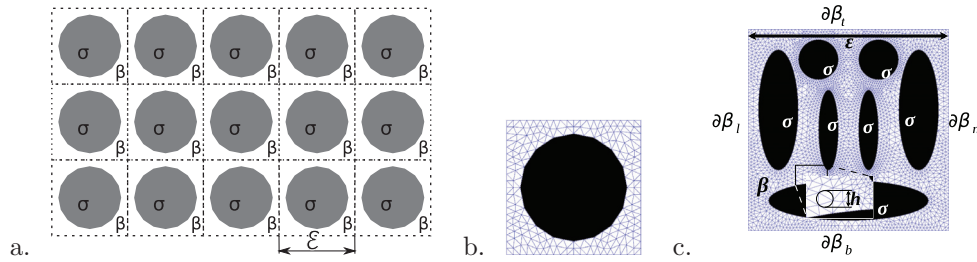 σ σ σ σ σ
β β β β β
σ σ σ σ σ
β β β β β
σ σ σ σ σ
β β β β β
ε
a.
b.
∂β_t
ε
σ σ
∂β_l σ σ σ σ ∂β_r
β h σ
∂β_b
c.